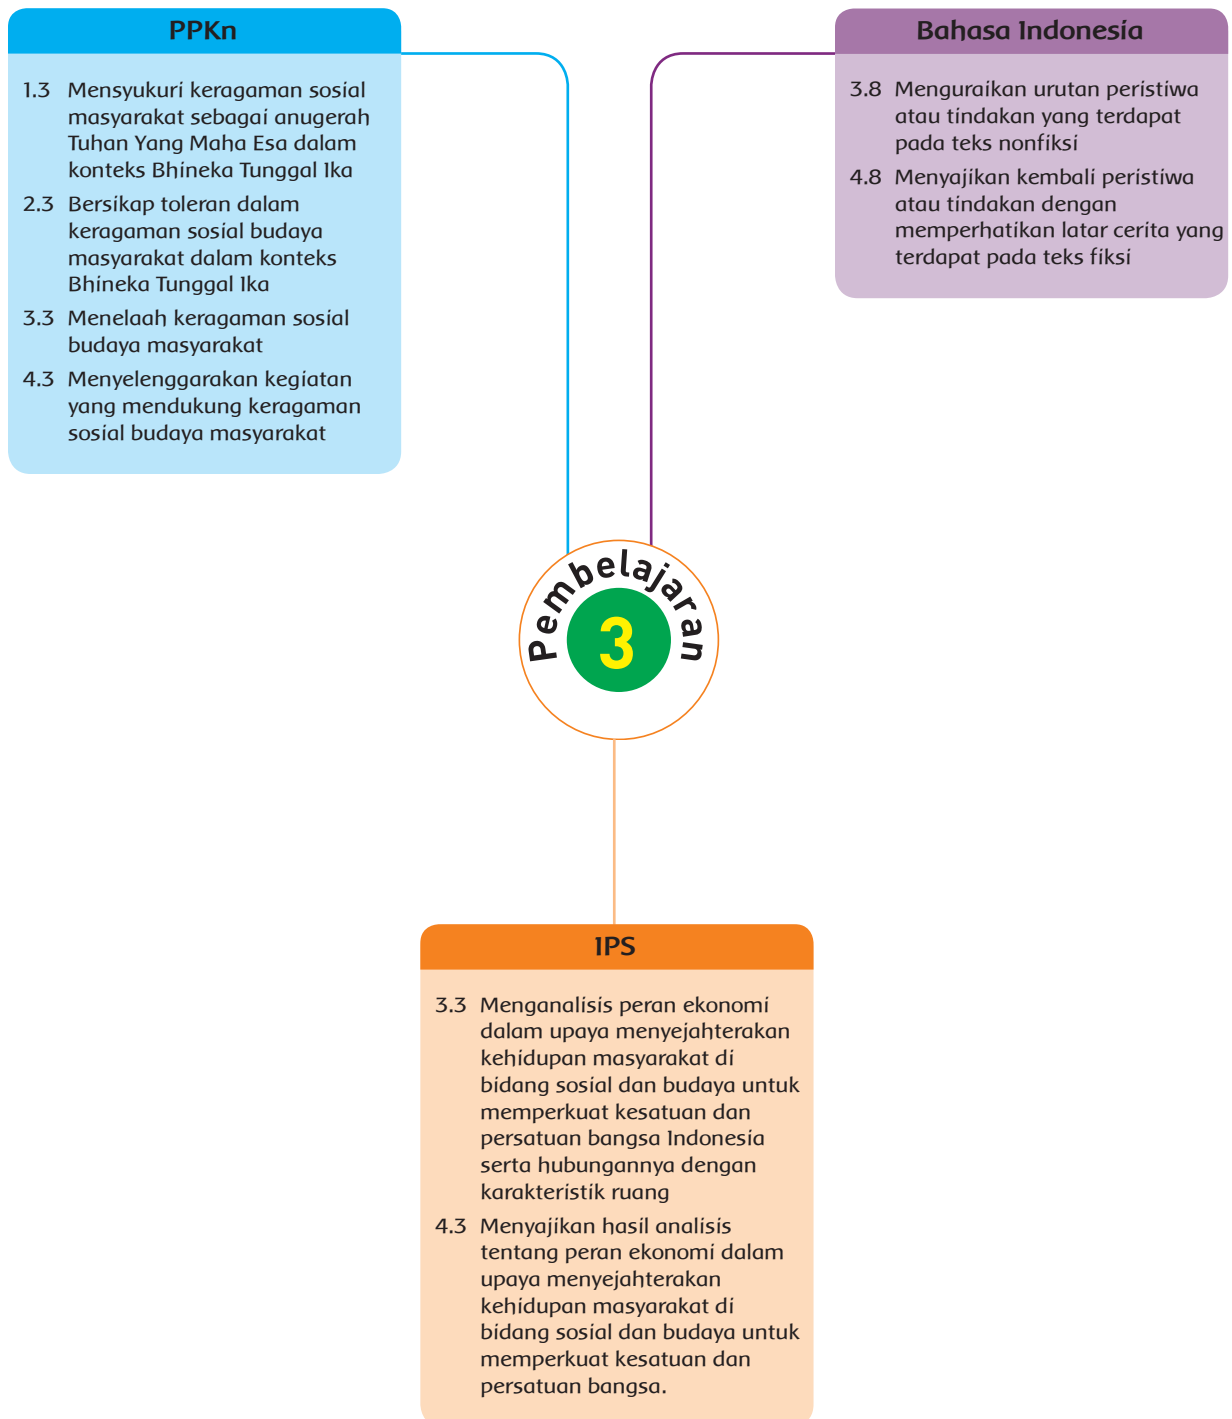 PPKn
1.3 Mensyukuri keragaman sosial
masyarakat sebagai anugerah
Tuhan Yang Maha Esa dalam
konteks Bhineka Tunggal Ika
2.3 Bersikap toleran dalam
keragaman sosial budaya
masyarakat dalam konteks
Bhineka Tunggal Ika
3.3 Menelaah keragaman sosial
budaya masyarakat
4.3 Menyelenggarakan kegiatan
yang mendukung keragaman
sosial budaya masyarakat
Bahasa Indonesia
3.8 Menguraikan urutan peristiwa
atau tindakan yang terdapat
pada teks nonfiksi
4.8 Menyajikan kembali peristiwa
atau tindakan dengan
memperhatikan latar cerita yang
terdapat pada teks fiksi
Pembelajaran
3
IPS
3.3 Menganalisis peran ekonomi
dalam upaya menyejahterakan
kehidupan masyarakat di
bidang sosial dan budaya untuk
memperkuat kesatuan dan
persatuan bangsa Indonesia
serta hubungannya dengan
karakteristik ruang
4.3 Menyajikan hasil analisis
tentang peran ekonomi dalam
upaya menyejahterakan
kehidupan masyarakat di
bidang sosial dan budaya untuk
memperkuat kesatuan dan
persatuan bangsa.